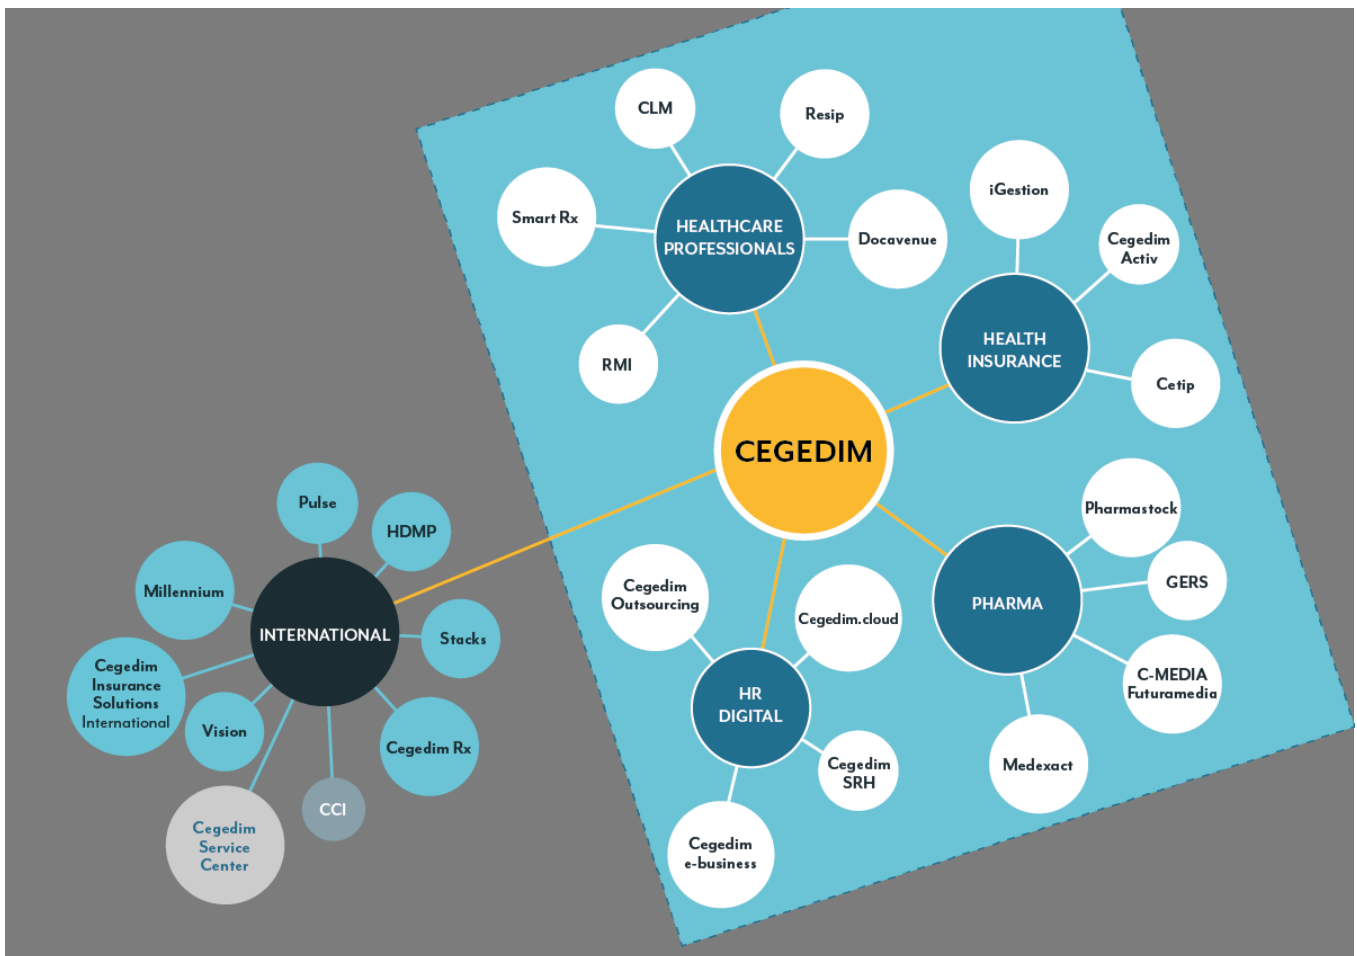 CLM
Resip
Smart Rx
HEALTHCARE
PROFESSIONALS
Docavenue
RMI
iGestion
Cegedim
Activ
HEALTH
INSURANCE
Cetip
CEGEDIM
Pharmastock
GERS
PHARMA
C-MEDIA
Futuramedia
Medexact
Cegedim
Outsourcing
Cegedim.cloud
HR
DIGITAL
Cegedim
SRH
Cegedim
e-business
Pulse
HDMP
Millennium
INTERNATIONAL
Stacks
Cegedim
Insurance
Solutions
International
Vision
Cegedim Rx
CCI
Cegedim
Service
Center